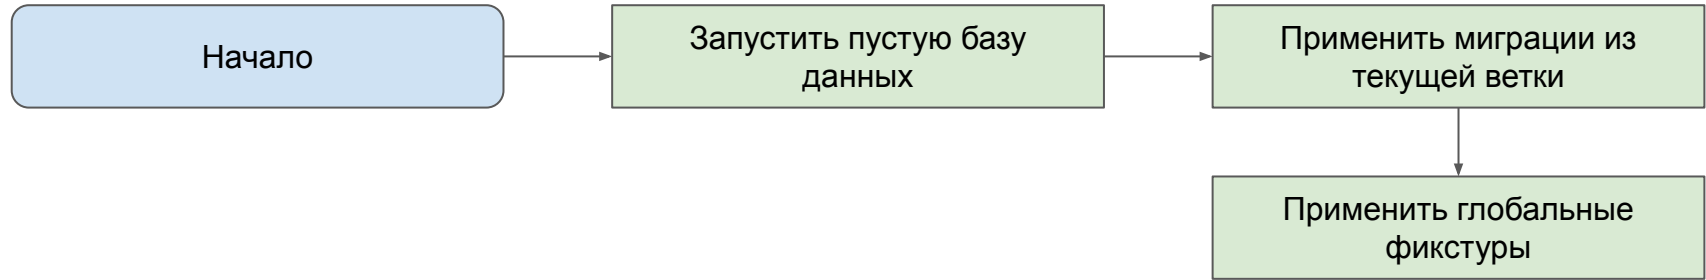 Начало
Запустить пустую базу
данных
Применить миграции из
текущей ветки
Применить глобальные
фикстуры